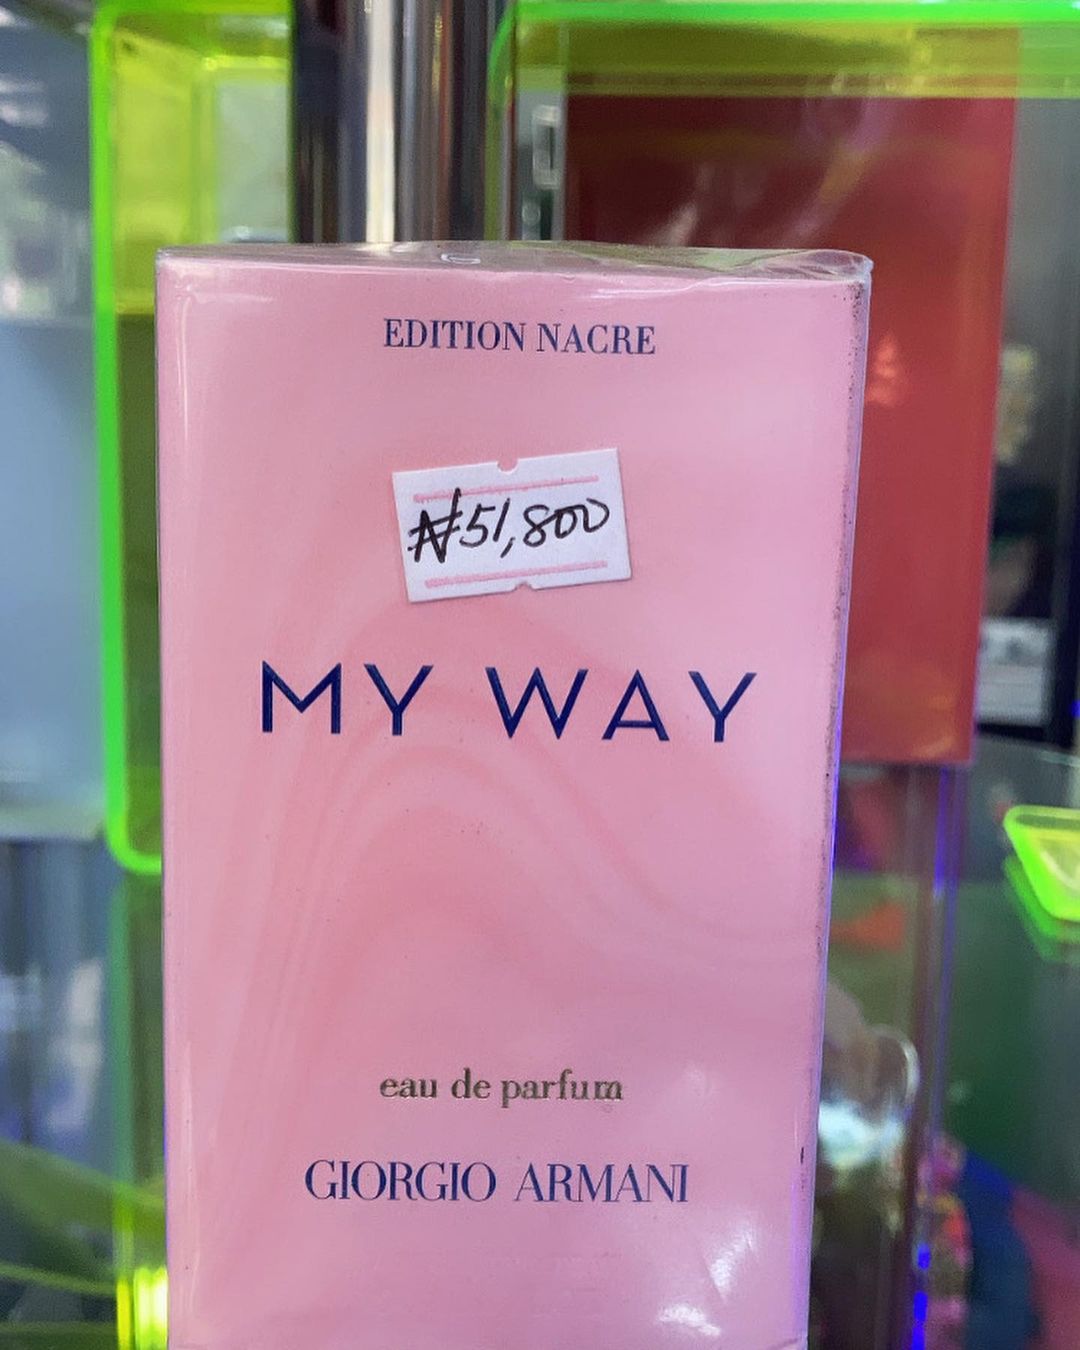 EDITION NACRE
₦51,800
MY WAY
eau de parfum
GIORGIO ARMANI